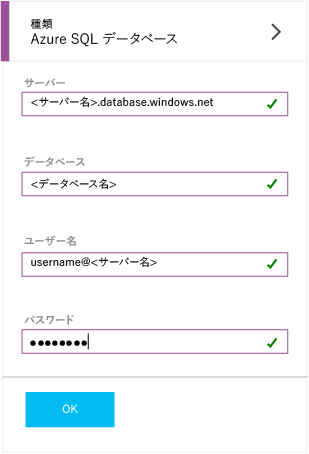 種類
Azure SQL データベース
サーバー
<サーバー名>.database.windows.net
データベース
<データベース名>
ユーザー名
username@<サーバー名>
パスワード
●●●●●●●●
OK